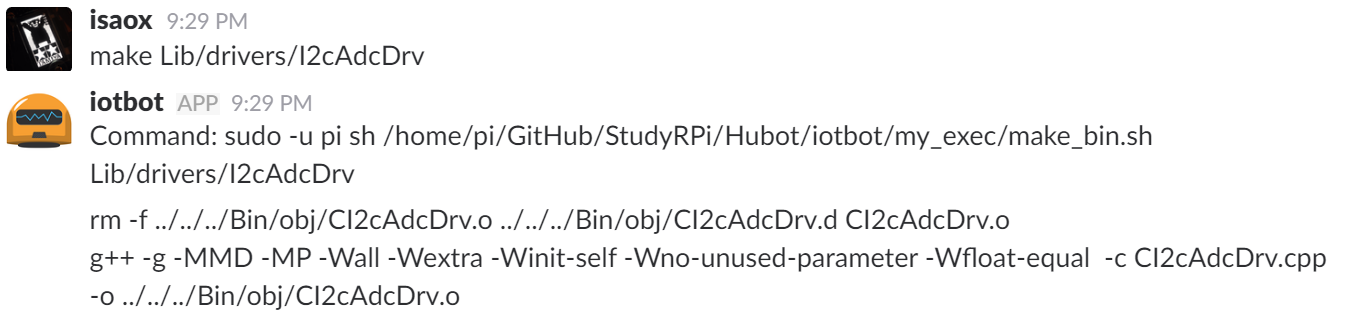 isaox 9:29 PM
make Lib/drivers/I2cAdcDrv
iotbot APP 9:29 PM
Command: sudo -u pi sh /home/pi/GitHub/StudyRPi/Hubot/iotbot/my_exec/make_bin.sh
Lib/drivers/I2cAdcDrv
rm -f ../../../Bin/obj/CI2cAdcDrv.o ../../../Bin/obj/CI2cAdcDrv.d CI2cAdcDrv.o
g++ -g -MMD -MP -Wall -Wextra -Winit-self -Wno-unused-parameter -Wfloat-equal  -c CI2cAdcDrv.cpp
-o ../../../Bin/obj/CI2cAdcDrv.o